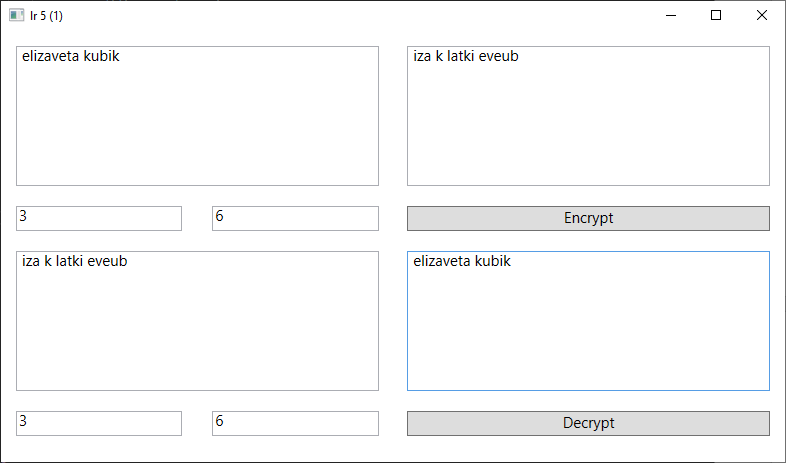 lr 5 (1)
elizaveta kubik
iza k latki eveub
3
6
Encrypt
iza k latki eveub
elizaveta kubik
3
6
Decrypt